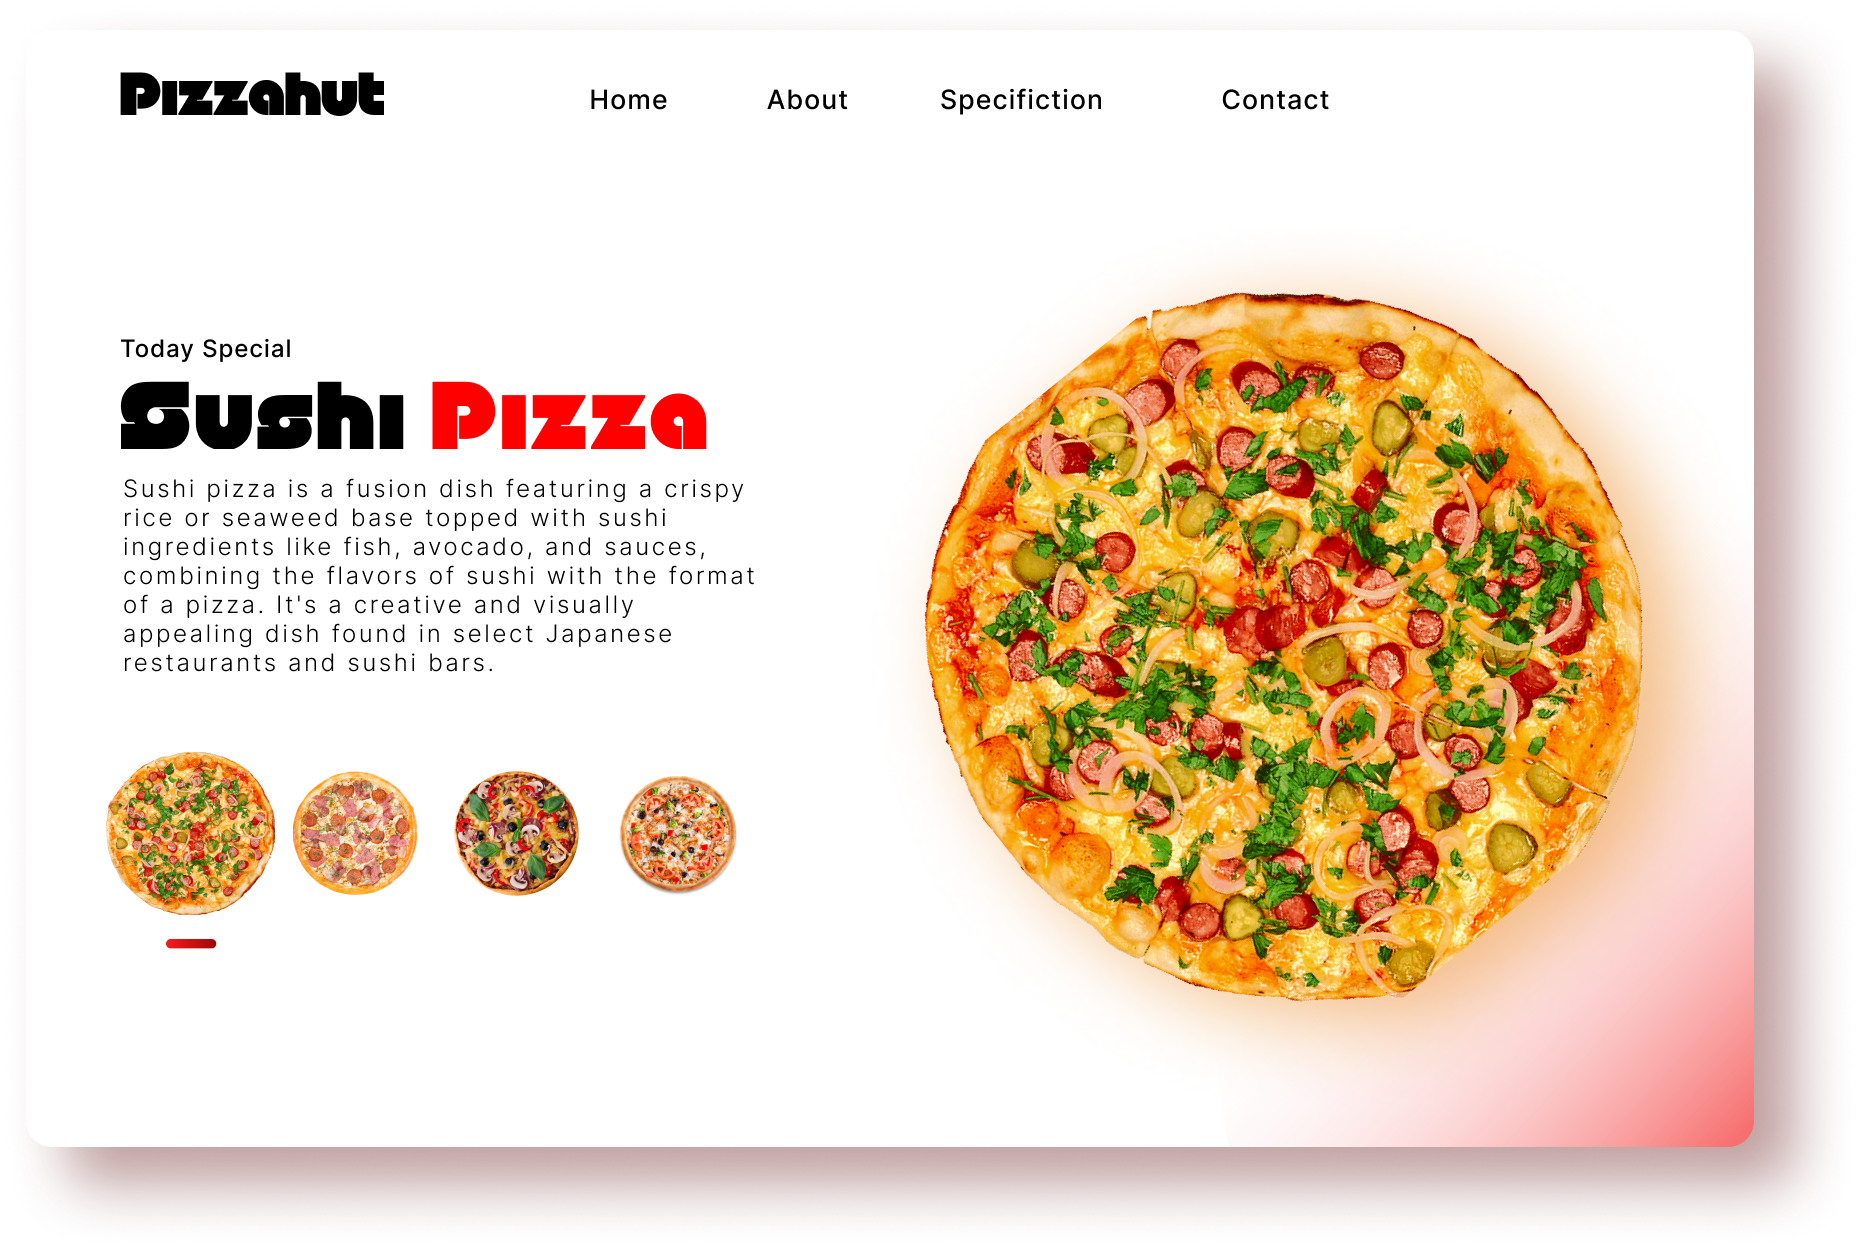 Pizzahut
Home About Specifiction Contact
Today Special
Sushi Pizza
Sushi pizza is a fusion dish featuring a crispy
rice or seaweed base topped with sushi
ingredients like fish, avocado, and sauces,
combining the flavors of sushi with the format
of a pizza. It's a creative and visually
appealing dish found in select Japanese
restaurants and sushi bars.